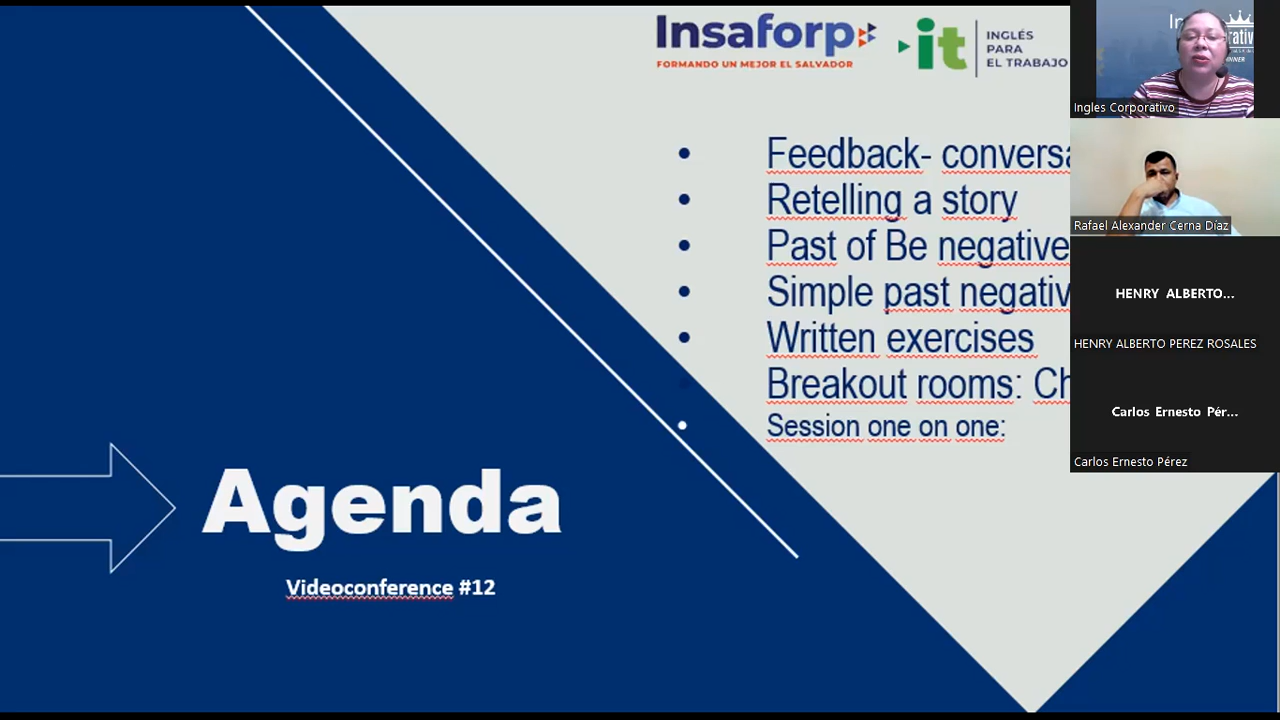 Insaforp
FORMANDO UN MEJOR EL SALVADOR
it
INGLÉS
PARA
EL TRABAJO
• Feedback- conversa
• Retelling a story
• Past of Be negative
• Simple past negativ
• Written exercises
Breakout rooms: Ch
• Session one on one:
Agenda
Videoconference #12
Ingles Corporativo
Rafael Alexander Cerna Díaz
HENRY ALBERTO...
HENRY ALBERTO PEREZ ROSALES
Carlos Ernesto Pér...
Carlos Ernesto Pérez